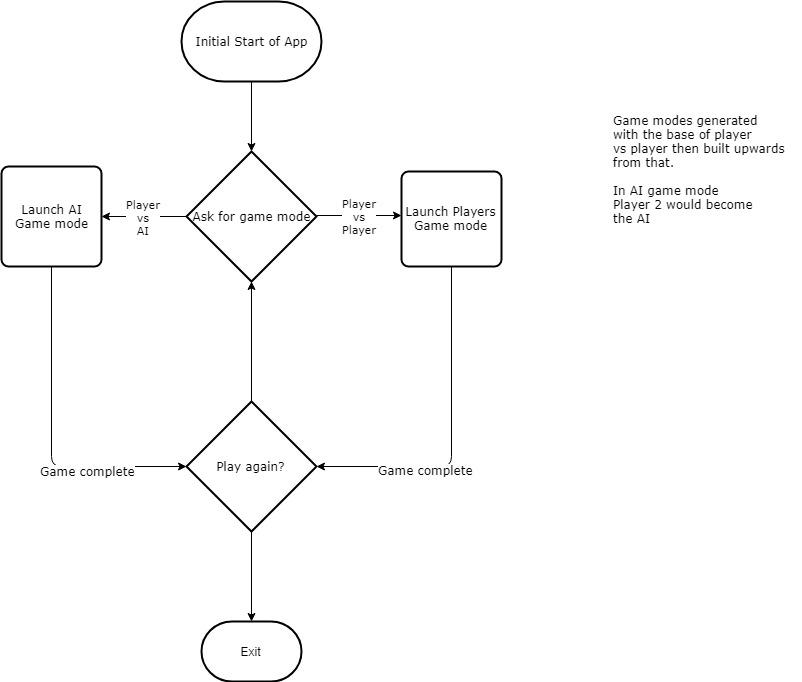 Initial Start of App
Game modes generated
with the base of player
vs player then built upwards
from that.
In AI game mode
Player 2 would become
the AI
Launch AI
Game mode
Player
vs
AI
Ask for game mode
Player
vs
Player
Launch Players
Game mode
Game complete
Play again?
Game complete
Exit